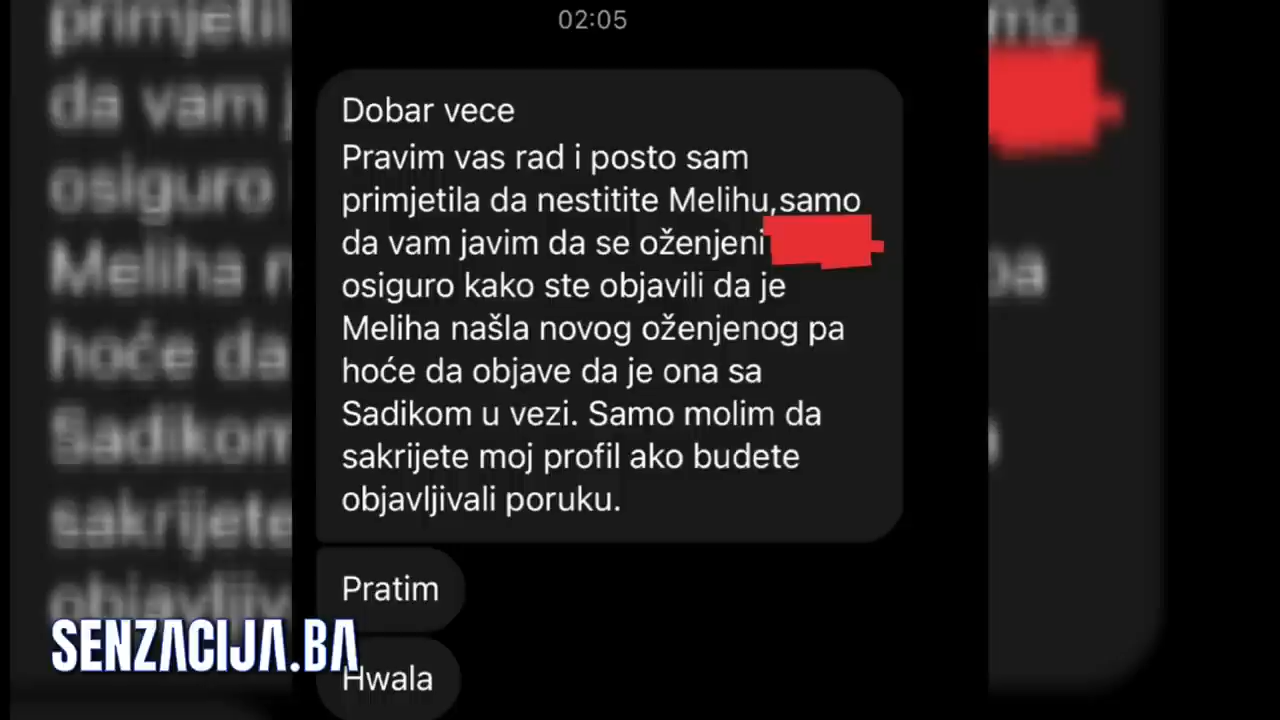 02:05
Dobar vece
Pravim vas rad i posto sam
primjetila da nestitite Melihu,samo
da vam javim da se oženjeni
osiguro kako ste objavili da je
Meliha našla novog oženjenog pa
hoće da objave da je ona sa
Sadikom u vezi. Samo molim da
sakrijete moj profil ako budete
objavljivali poruku.
Pratim
Hwala
SENZACIJA.BA